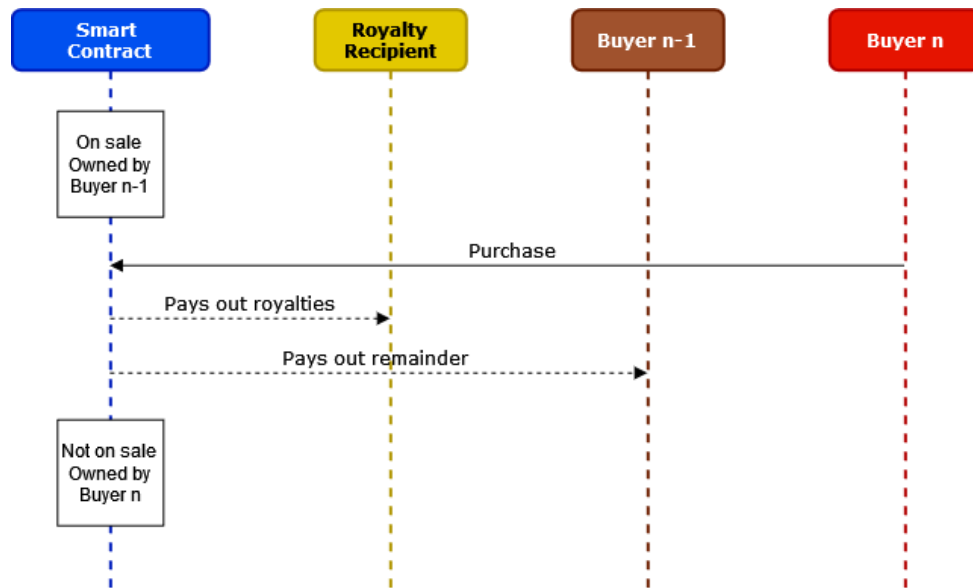 Smart
Contract
Royalty
Recipient
Buyer n-1
Buyer n
On sale
Owned by
Buyer n-1
Purchase
Pays out royalties
Pays out remainder
Not on sale
Owned by
Buyer n